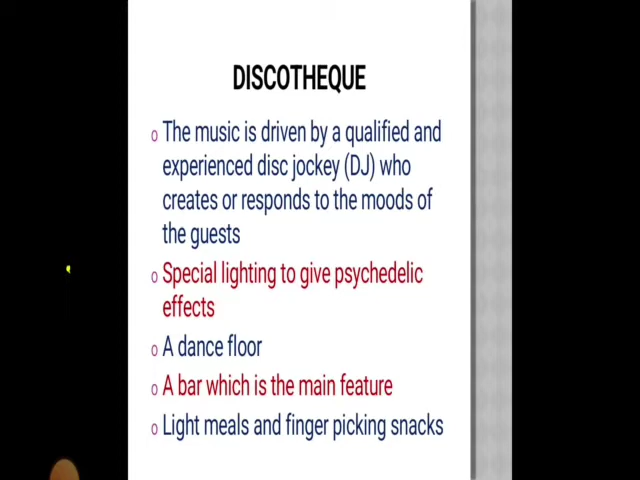 DISCOTHEQUE
The music is driven by a qualified and
experienced disc jockey (DJ) who
creates or responds to the moods of
the guests
Special lighting to give psychedelic
effects
A dance floor
A bar which is the main feature
Light meals and finger picking snacks